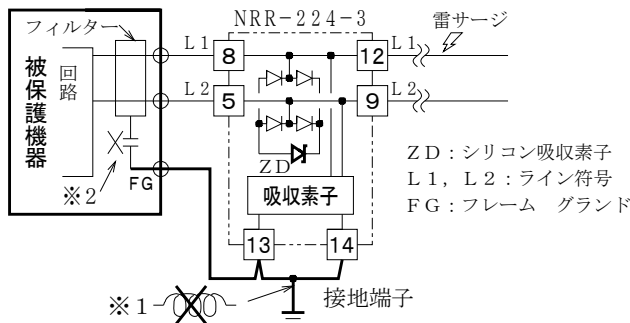 フィルター
NRR-224-3
雷サージ
L1
8
12
L1
被保護機器
回路
L2
5
9
L2
※2
FG
ZD
吸収素子
ZD:シリコン吸収素子
L1,L2:ライン符号
FG:フレーム グランド
13
14
※1
接地端子